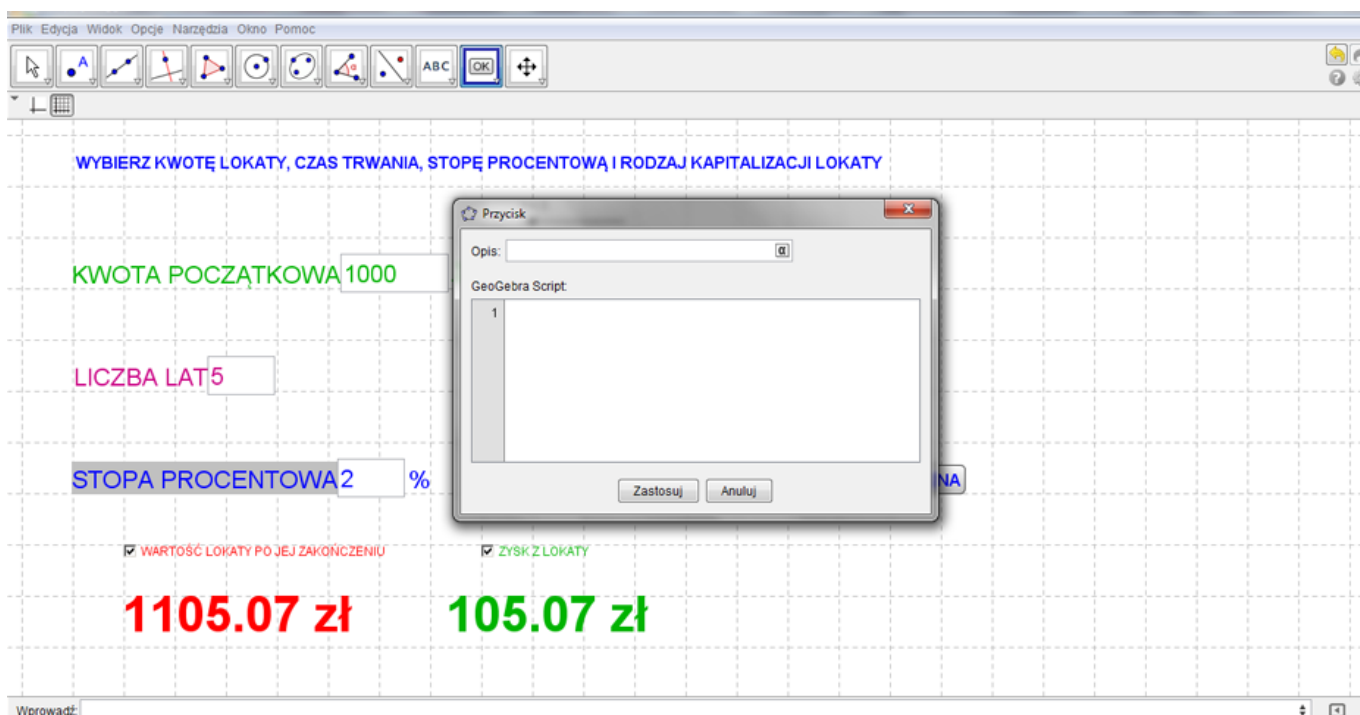 Plik Edycja Widok Opcje Narzędzia Okno Pomoc
A ABC OK
WYBIERZ KWOTĘ LOKATY, CZAS TRWANIA, STOPĘ PROCENTOWĄ I RODZAJ KAPITALIZACJI LOKATY
Przycisk
Opis: α
KWOTA POCZĄTKOWA 1000
GeoGebra Script:
1
LICZBA LAT 5
STOPA PROCENTOWA 2 %
NA
Zastosuj Anuluj
WARTOŚĆ LOKATY PO JEJ ZAKOŃCZENIU ZYSK Z LOKATY
1105.07 zł 105.07 zł
Wprowadź: